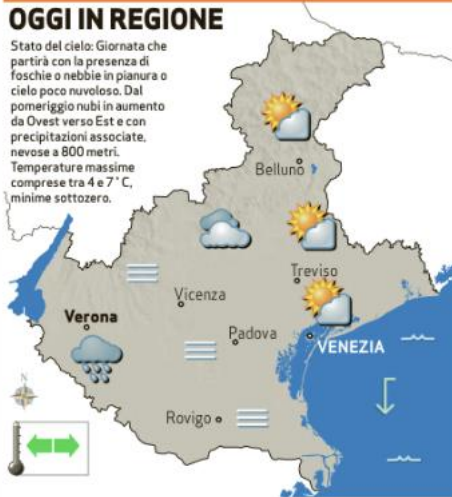 OGGI IN REGIONE
Stato del cielo: Giornata che
partirà con la presenza di
foschie o nebbie in pianura o
cielo poco nuvoloso. Dal
pomeriggio nubi in aumento
da Ovest verso Est e con
precipitazioni associate,
nevose a 800 metri.
Temperature massime
comprese tra 4 e 7°C,
minime sottozero.
Belluno
Treviso
Vicenza
Verona
Padova
VENEZIA
Rovigo
N